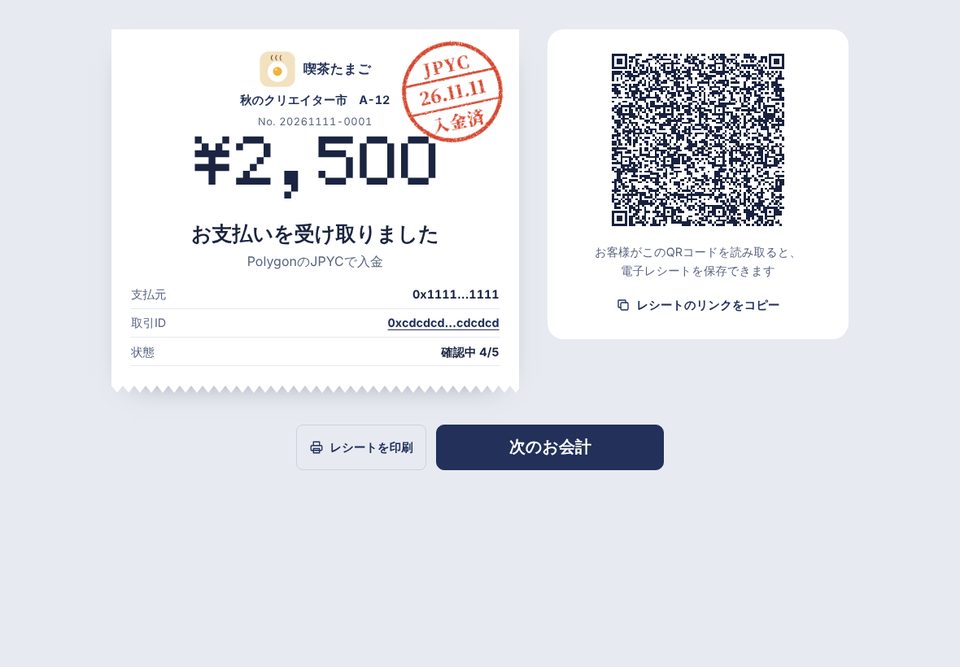 喫茶たまご
秋のクリエイター市 A-12
No. 20261111-0001
JPYC
26.11.11
入金済
¥2,500
お支払いを受け取りました
PolygonのJPYCで入金
支払元 0x1111...1111
取引ID 0xcdcdcd...cdcdcd
状態 確認中 4/5
お客様がこのQRコードを読み取ると、
電子レシートを保存できます
レシートのリンクをコピー
レシートを印刷
次のお会計